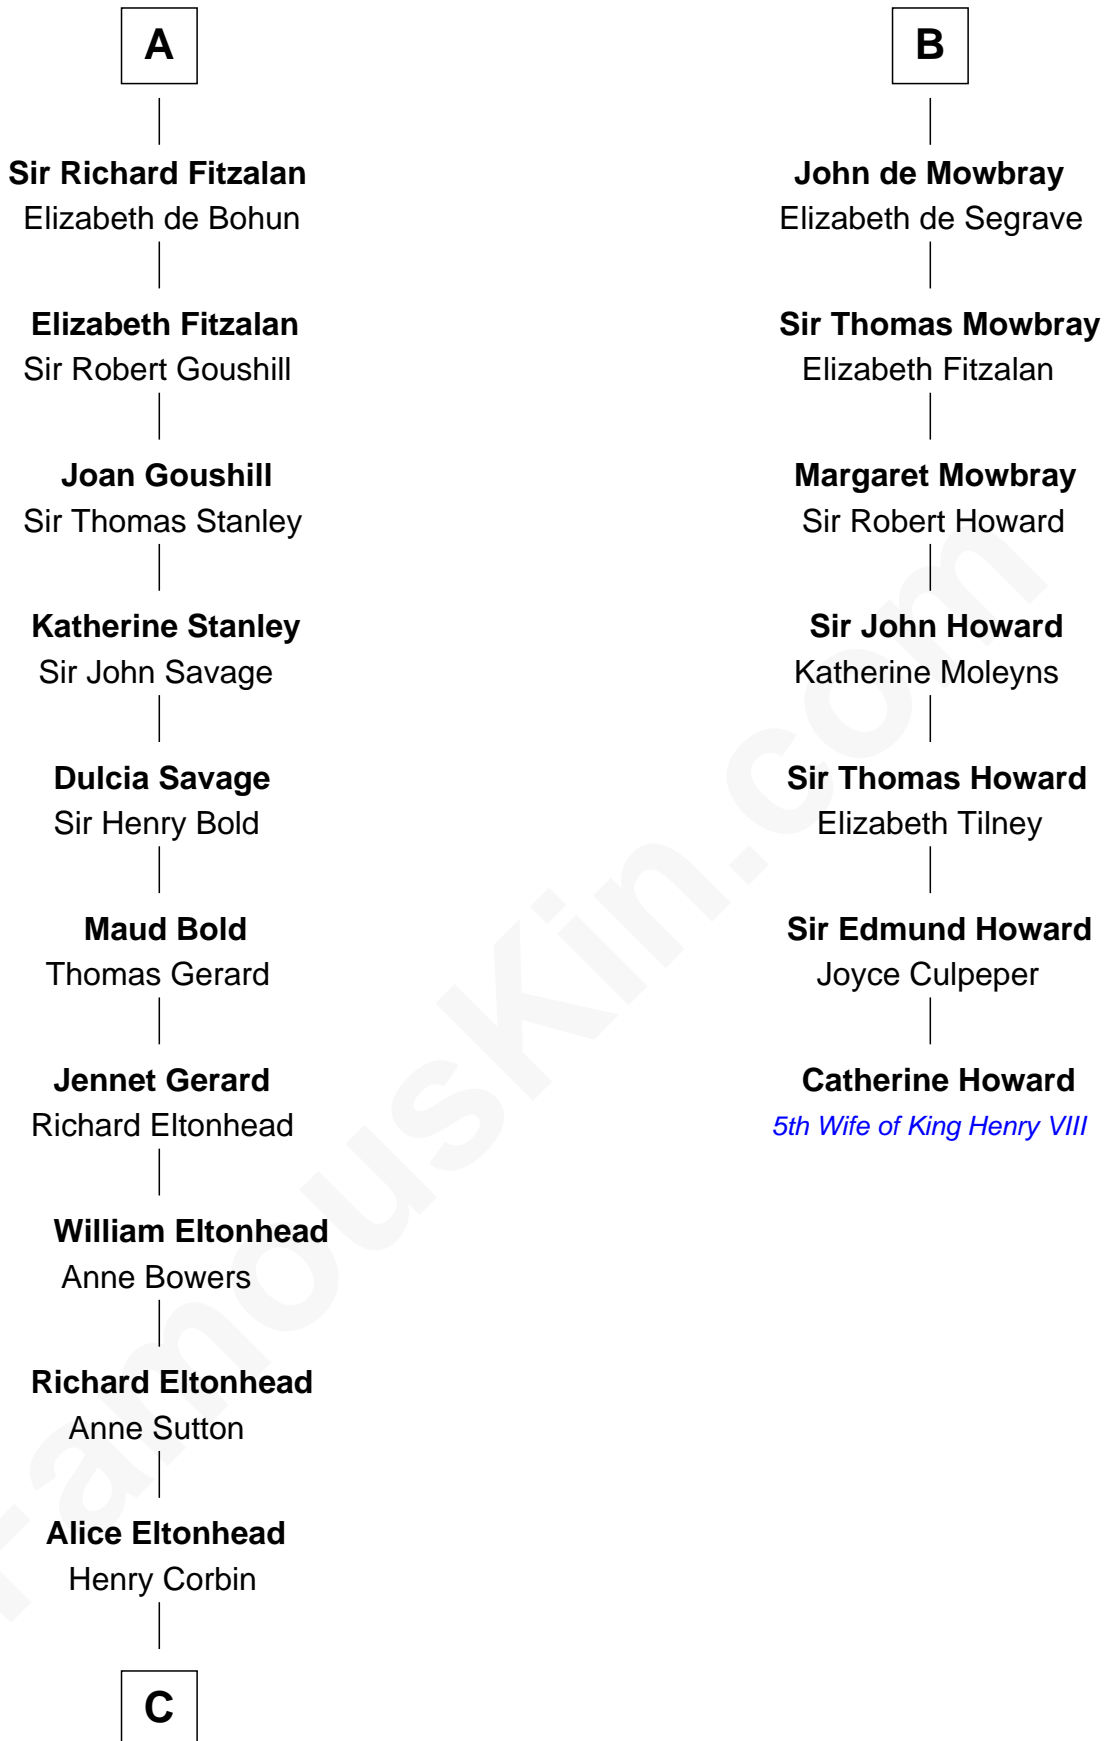 A
Sir Richard Fitzalan
Elizabeth de Bohun
Elizabeth Fitzalan
Sir Robert Goushill
Joan Goushill
Sir Thomas Stanley
Katherine Stanley
Sir John Savage
Dulcia Savage
Sir Henry Bold
Maud Bold
Thomas Gerard
Jennet Gerard
Richard Eltonhead
William Eltonhead
Anne Bowers
Richard Eltonhead
Anne Sutton
Alice Eltonhead
Henry Corbin
C
B
John de Mowbray
Elizabeth de Segrave
Sir Thomas Mowbray
Elizabeth Fitzalan
Margaret Mowbray
Sir Robert Howard
Sir John Howard
Katherine Moleyns
Sir Thomas Howard
Elizabeth Tilney
Sir Edmund Howard
Joyce Culpeper
Catherine Howard
5th Wife of King Henry VIII
FamousKin.com